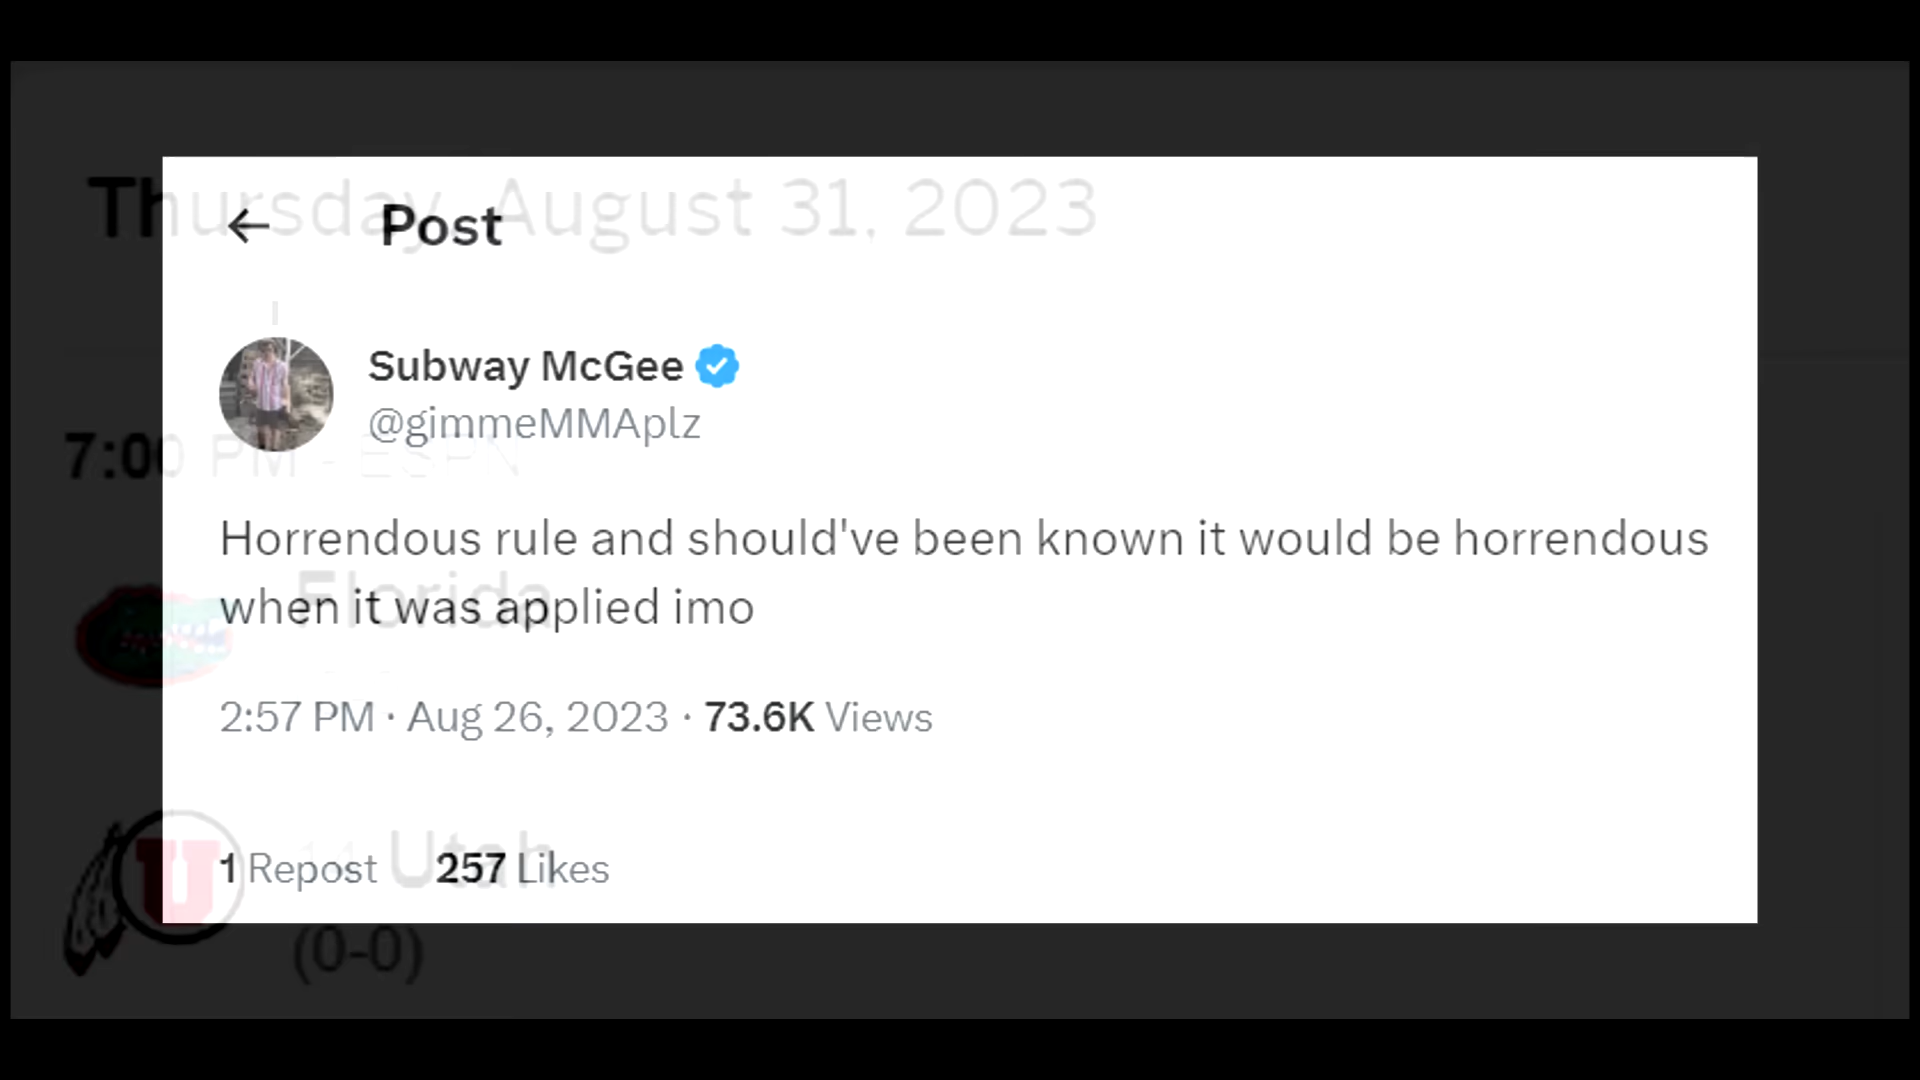 Thursday, August 31, 2023
Post
Subway McGee
@gimmeMMAplz
7:00 PM - ESPN
Horrendous rule and should've been known it would be horrendous
Florida
when it was applied imo
2:57 PM · Aug 26, 2023 · 73.6K Views
Utah
1 Repost 257 Likes
(0-0)